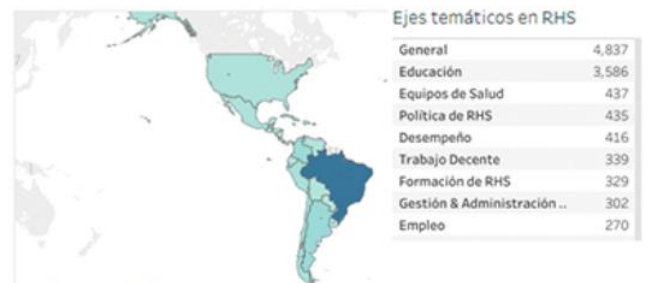 Ejes temáticos en RHS
General 4,837
Educación 3,586
Equipos de Salud 437
Política de RHS 435
Desempeño 416
Trabajo Decente 339
Formación de RHS 329
Gestión & Administración .. 302
Empleo 270